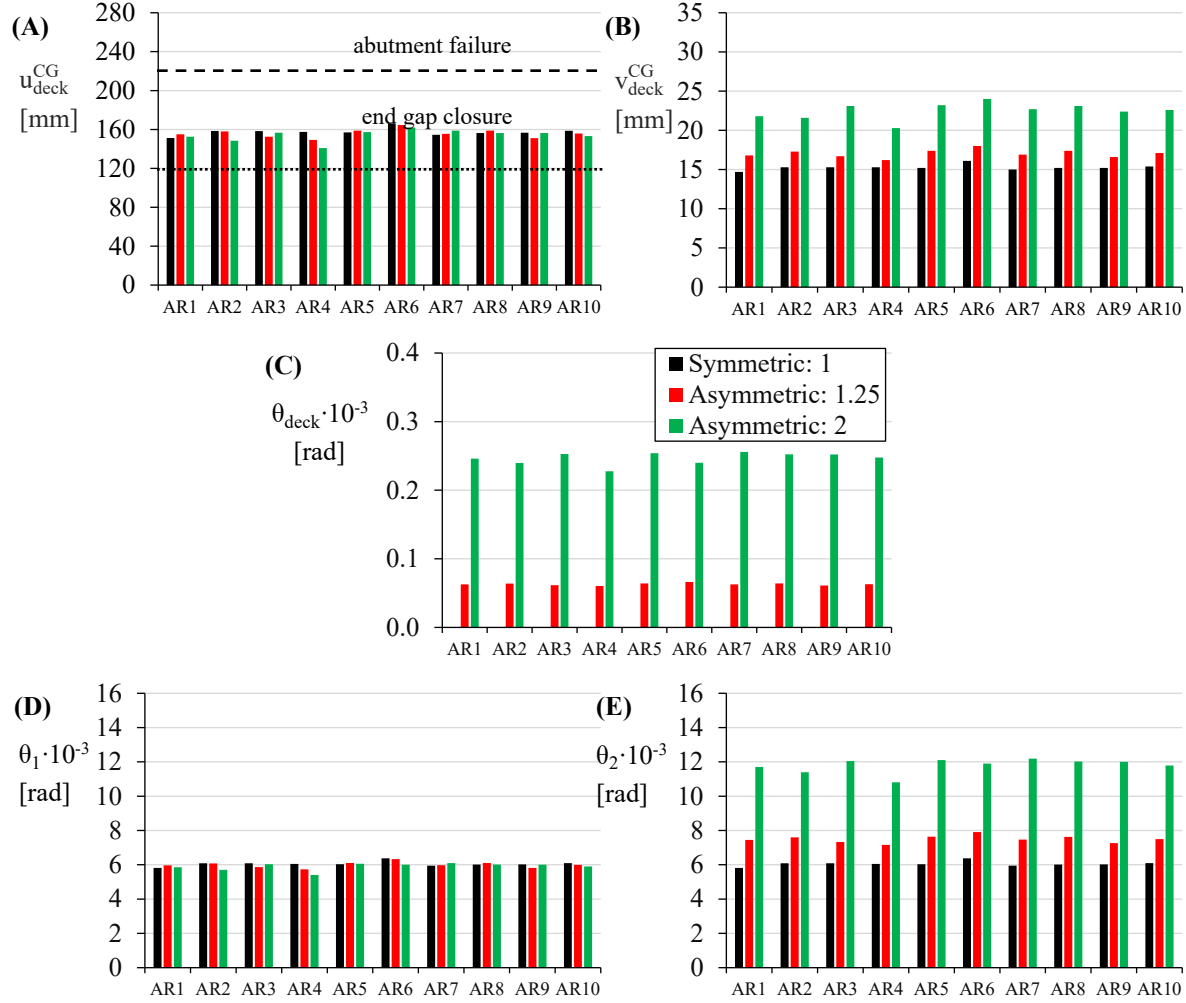 (A)
u_deck^CG
[mm]
280
240
200
160
120
80
40
0
abutment failure
end gap closure
AR1 AR2 AR3 AR4 AR5 AR6 AR7 AR8 AR9 AR10
(B)
v_deck^CG
[mm]
35
30
25
20
15
10
5
0
AR1 AR2 AR3 AR4 AR5 AR6 AR7 AR8 AR9 AR10
(C)
θ_deck·10⁻³
[rad]
0.4
0.3
0.2
0.1
0.0
Symmetric: 1
Asymmetric: 1.25
Asymmetric: 2
AR1 AR2 AR3 AR4 AR5 AR6 AR7 AR8 AR9 AR10
(D)
θ₁·10⁻³
[rad]
16
14
12
10
8
6
4
2
0
AR1 AR2 AR3 AR4 AR5 AR6 AR7 AR8 AR9 AR10
(E)
θ₂·10⁻³
[rad]
16
14
12
10
8
6
4
2
0
AR1 AR2 AR3 AR4 AR5 AR6 AR7 AR8 AR9 AR10